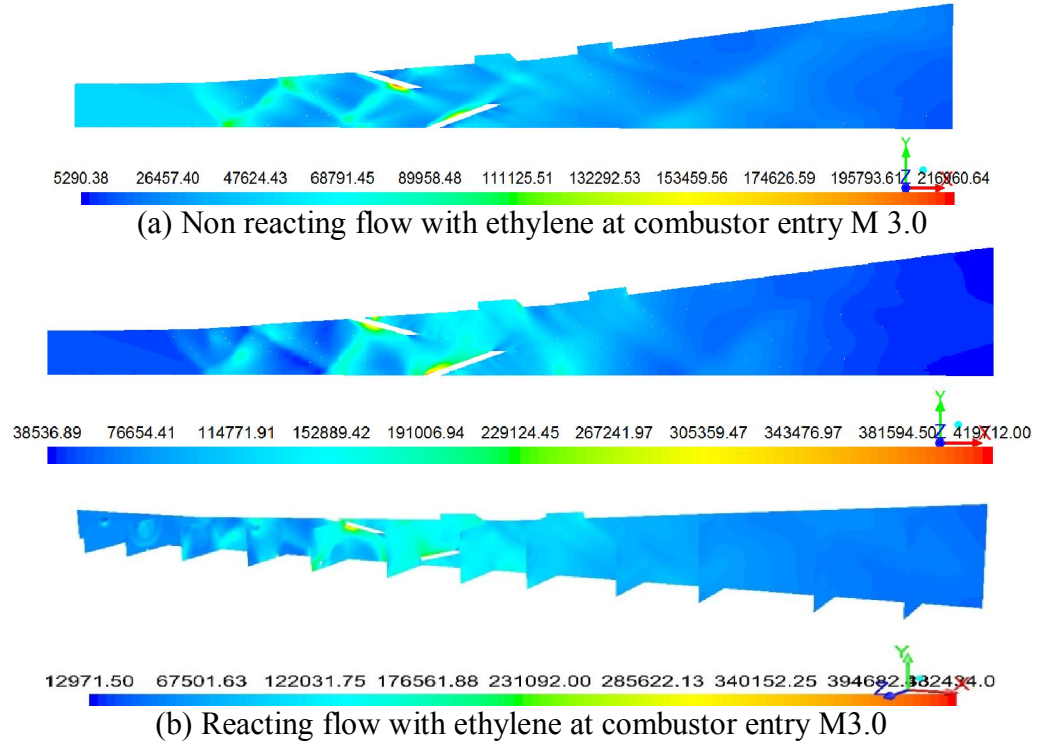 Y
Z X
5290.38 26457.40 47624.43 68791.45 89958.48 111125.51 132292.53 153459.56 174626.59 195793.61
(a) Non reacting flow with ethylene at combustor entry M 3.0
Y
38536.89 76654.41 114771.91 152889.42 191006.94 229124.45 267241.97 305359.47 343476.97 381594.50 Z 419712.00 X
Y
12971.50 67501.63 122031.75 176561.88 231092.00 285622.13 340152.25
Z X
(b) Reacting flow with ethylene at combustor entry M3.0